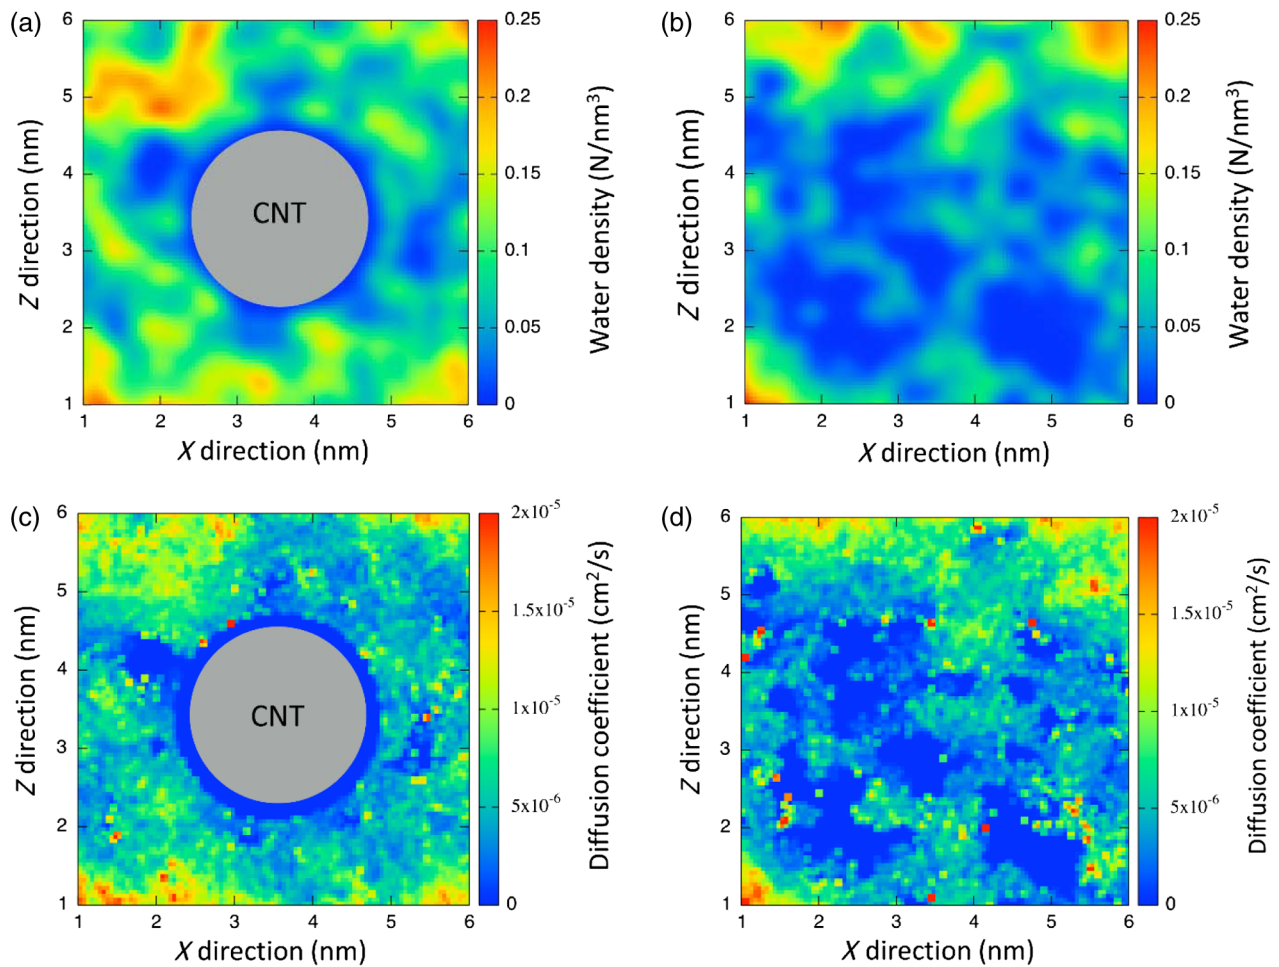 (a)
6
5
4
3
2
1
Z direction (nm)
CNT
1 2 3 4 5 6
X direction (nm)
0.25
0.2
0.15
0.1
0.05
0
Water density (N/nm³)
(b)
6
5
4
3
2
1
Z direction (nm)
1 2 3 4 5 6
X direction (nm)
0.25
0.2
0.15
0.1
0.05
0
Water density (N/nm³)
(c)
6
5
4
3
2
1
Z direction (nm)
CNT
1 2 3 4 5 6
X direction (nm)
2x10⁻⁵
1.5x10⁻⁵
1x10⁻⁵
5x10⁻⁶
0
Diffusion coefficient (cm²/s)
(d)
6
5
4
3
2
1
Z direction (nm)
1 2 3 4 5 6
X direction (nm)
2x10⁻⁵
1.5x10⁻⁵
1x10⁻⁵
5x10⁻⁶
0
Diffusion coefficient (cm²/s)